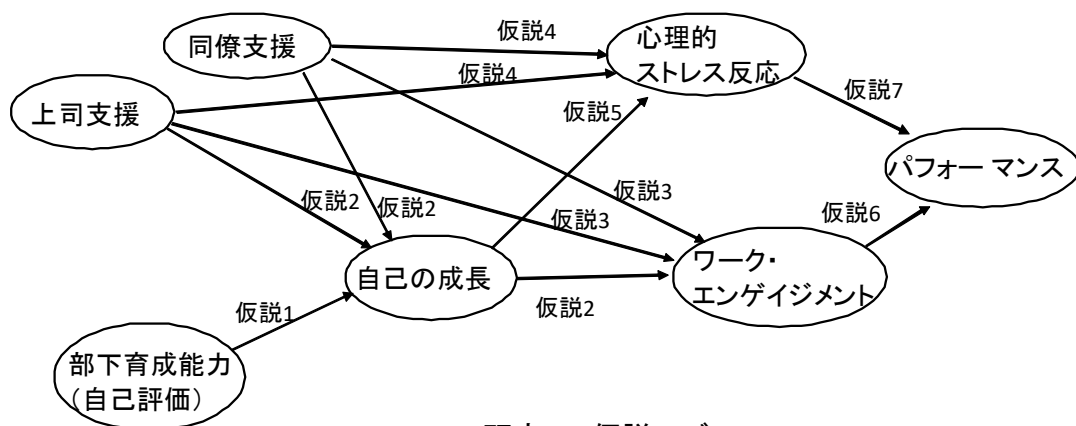 同僚支援
仮説4
心理的
ストレス反応
仮説4
上司支援
仮説7
仮説5
パフォーマンス
仮説2
仮説2
仮説3
仮説3
仮説6
自己の成長
ワーク・
エンゲイジメント
仮説1
仮説2
部下育成能力
(自己評価)